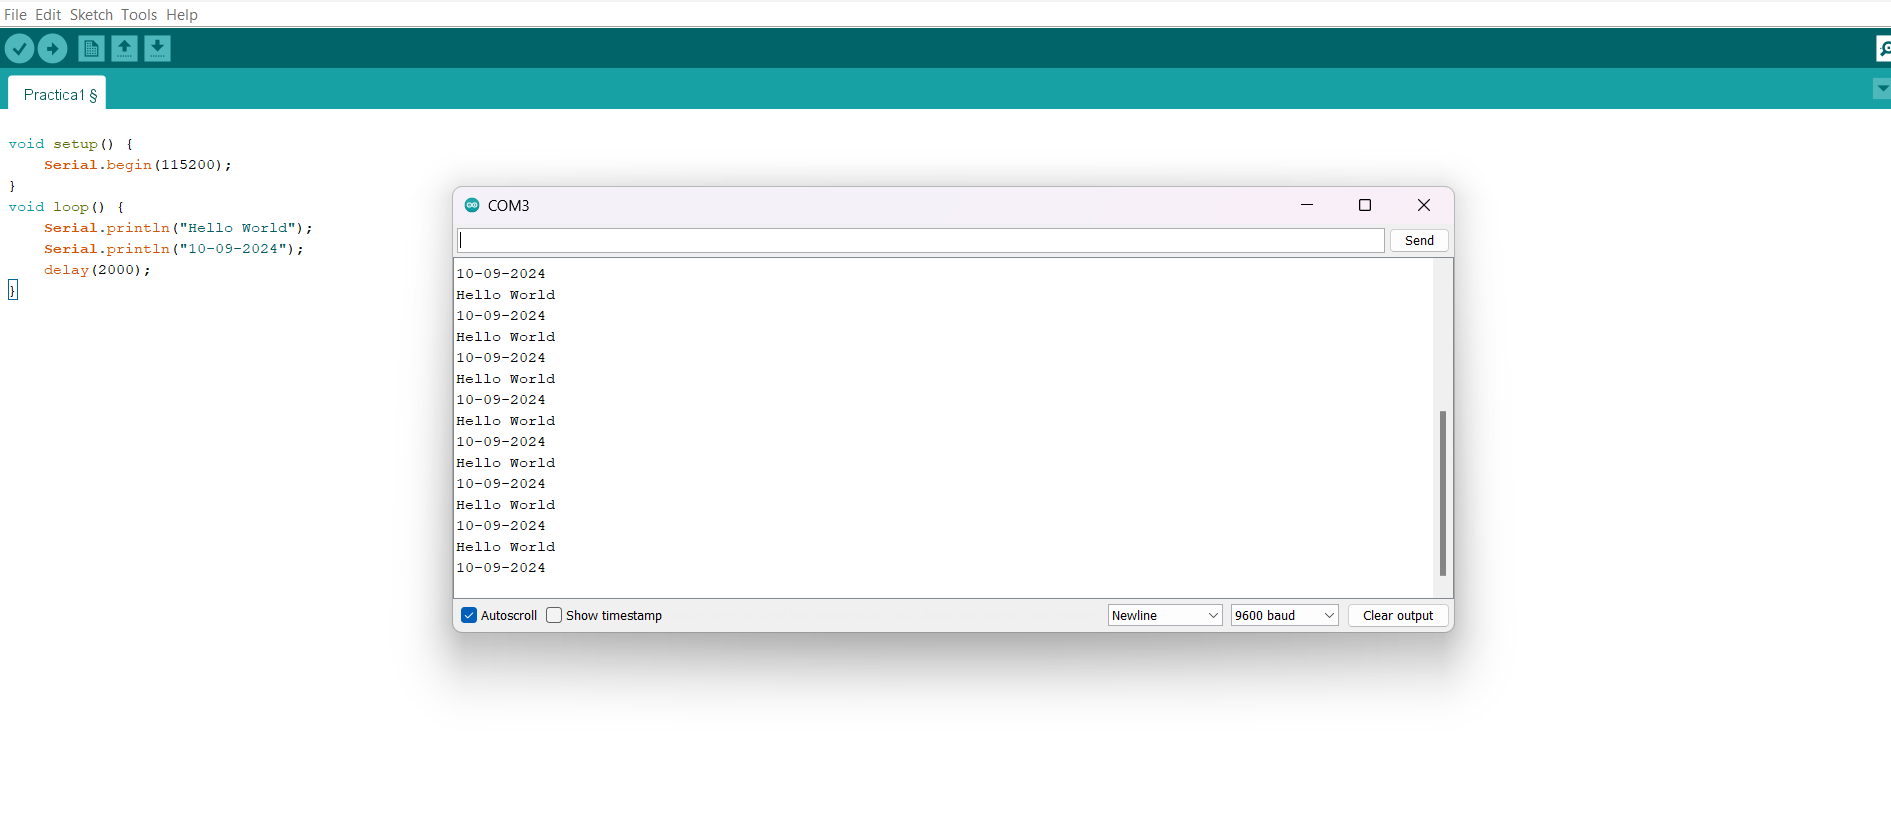 File Edit Sketch Tools Help
Practica1 §
void setup() {
    Serial.begin(115200);
}
void loop() {
    Serial.println("Hello World");
    Serial.println("10-09-2024");
    delay(2000);
}
COM3
Send
10-09-2024
Hello World
10-09-2024
Hello World
10-09-2024
Hello World
10-09-2024
Hello World
10-09-2024
Hello World
10-09-2024
Hello World
10-09-2024
Hello World
10-09-2024
Autoscroll Show timestamp Newline 9600 baud Clear output